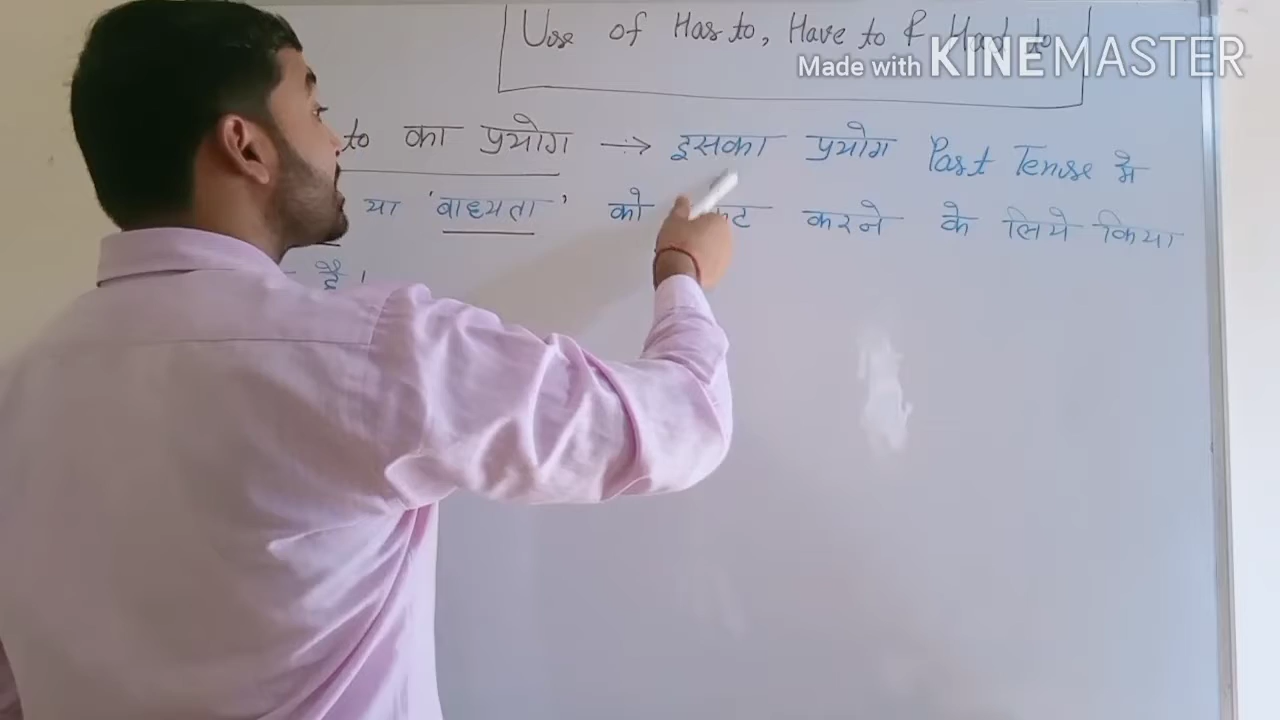 Use of Has to, Have to & Had to
Made with KINEMASTER
to का प्रयोग → इसका प्रयोग Past Tense मे
या 'बाध्यता' को करने के लिये किया
है।